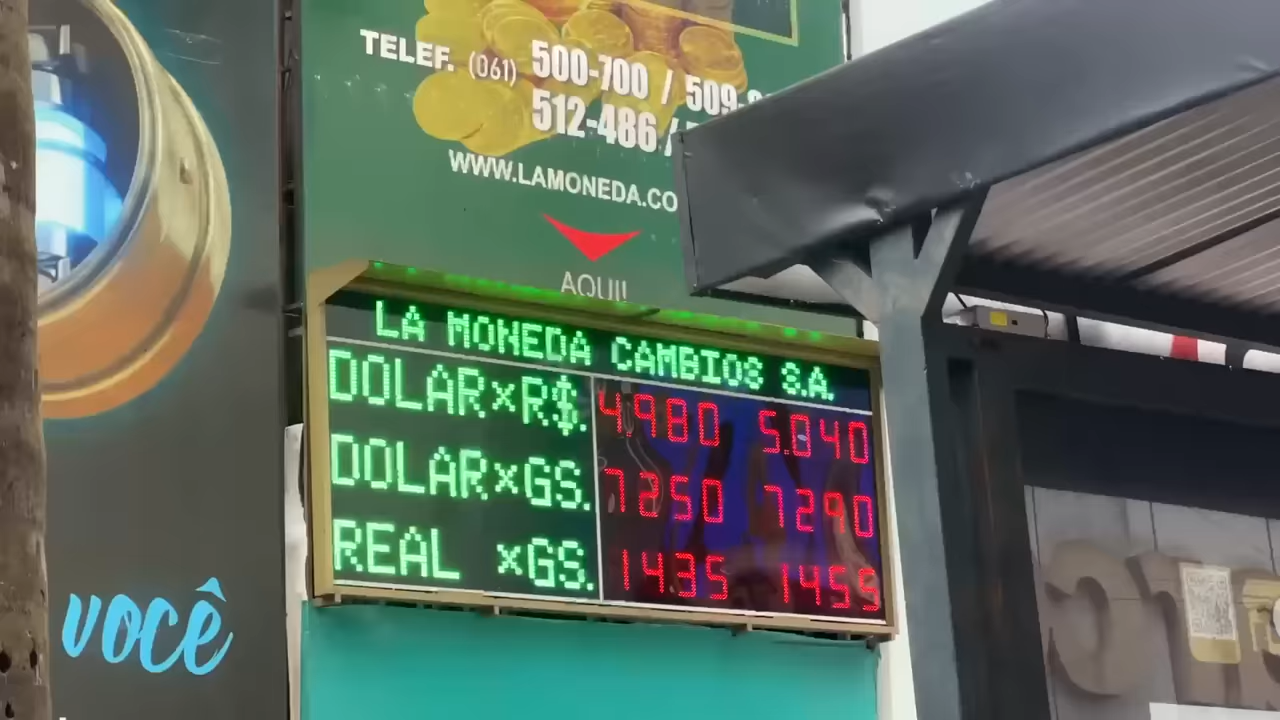 TELEF. (061) 500-700 / 509-
512-486 /
WWW.LAMONEDA.CO
AQUI!
LA MONEDA CAMBIOS S.A.
DOLAR×R$. 4.980 5.040
DOLAR×GS. 7250 7290
REAL ×GS. 1435 1455
você